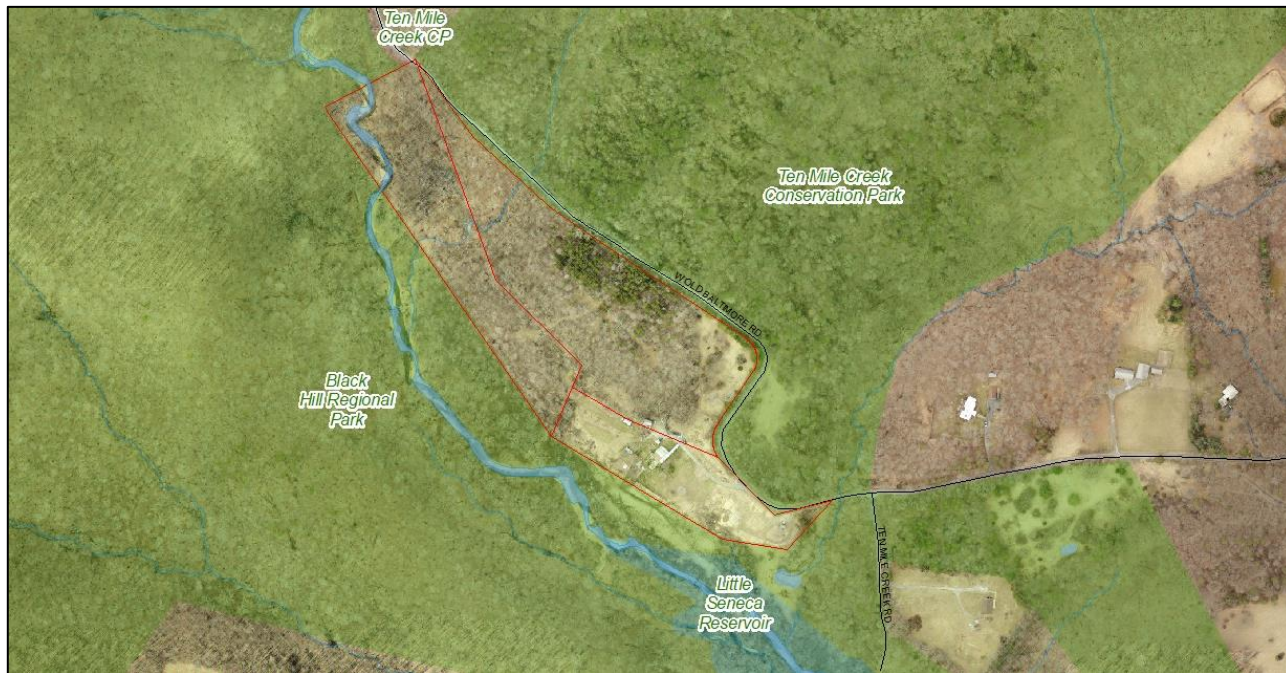 Ten Mile
Creek CP
Ten Mile Creek
Conservation Park
W OLD BALTIMORE RD
Black
Hill Regional
Park
Little
Seneca
Reservoir
TEN MILE CREEK RD